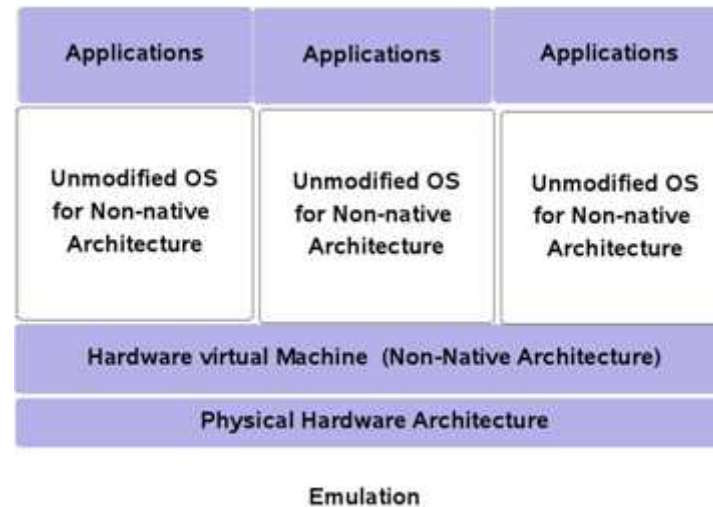 Applications
Applications
Applications
Unmodified OS
for Non-native
Architecture
Unmodified OS
for Non-native
Architecture
Unmodified OS
for Non-native
Architecture
Hardware virtual Machine (Non-Native Architecture)
Physical Hardware Architecture
Emulation